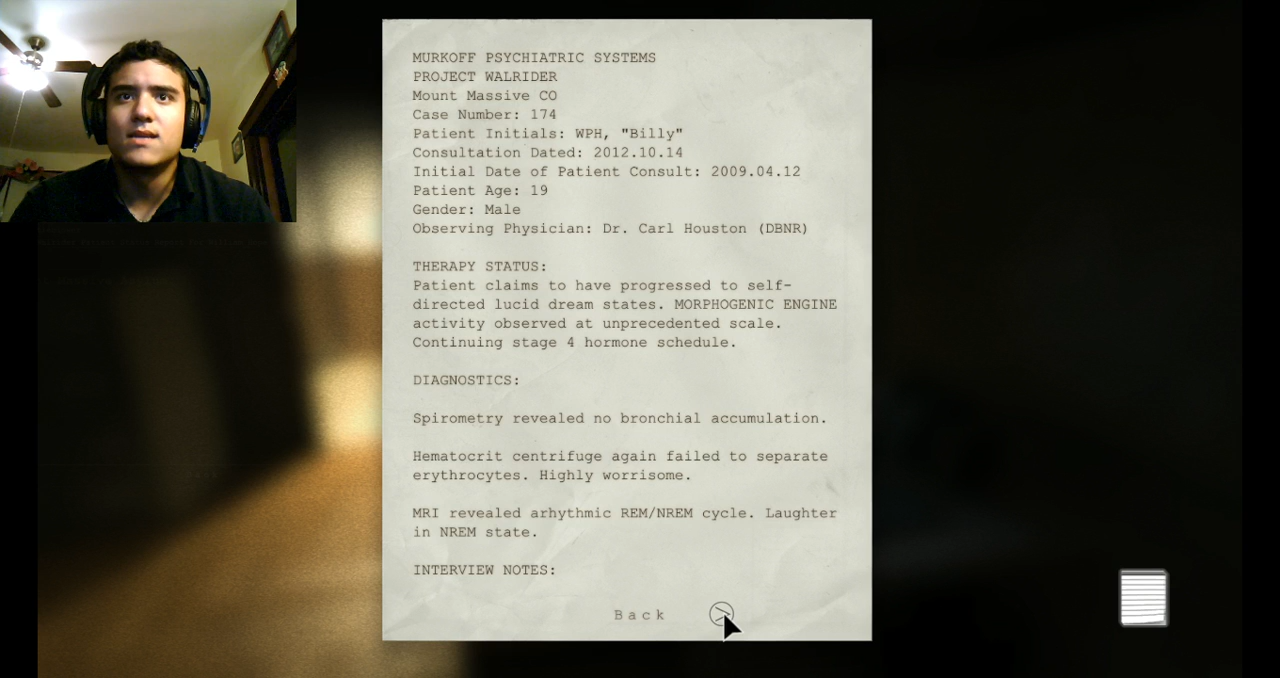 MURKOFF PSYCHIATRIC SYSTEMS
PROJECT WALRIDER
Mount Massive CO
Case Number: 174
Patient Initials: WPH, "Billy"
Consultation Dated: 2012.10.14
Initial Date of Patient Consult: 2009.04.12
Patient Age: 19
Gender: Male
Observing Physician: Dr. Carl Houston (DBNR)
THERAPY STATUS:
Patient claims to have progressed to self-
directed lucid dream states. MORPHOGENIC ENGINE
activity observed at unprecedented scale.
Continuing stage 4 hormone schedule.
DIAGNOSTICS:
Spirometry revealed no bronchial accumulation.
Hematocrit centrifuge again failed to separate
erythrocytes. Highly worrisome.
MRI revealed arhythmic REM/NREM cycle. Laughter
in NREM state.
INTERVIEW NOTES:
Back